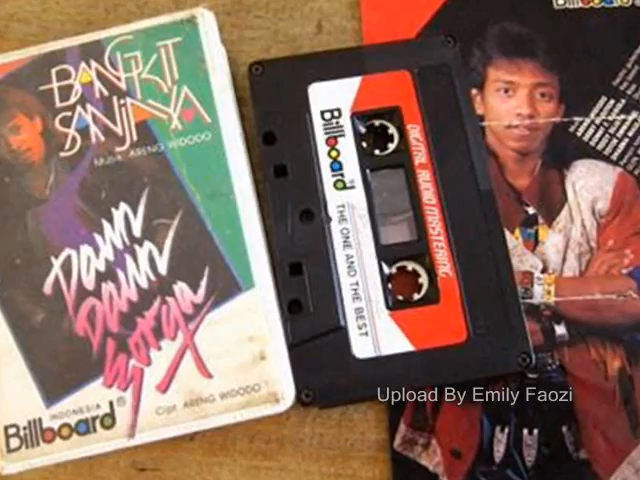 BANGKIT
SANJAYA
Musik ARENG WIDODO
Daun
Daun
Sorga
INDONESIA
Billboard®
Cipt. ARENG WIDODO
Billboard
THE ONE AND THE BEST
DIGITAL AUDIO MASTERING
Billboard
Upload By Emily Faozi